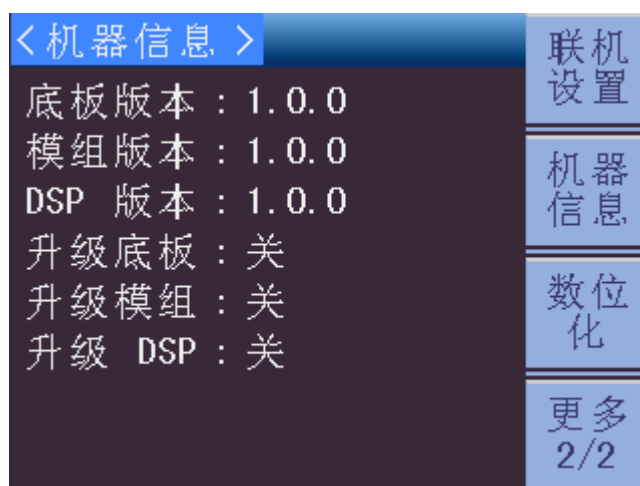 <机器信息>
底板版本:1.0.0
模组版本:1.0.0
DSP 版本:1.0.0
升级底板:关
升级模组:关
升级 DSP:关
联机
设置
机器
信息
数位
化
更多
2/2